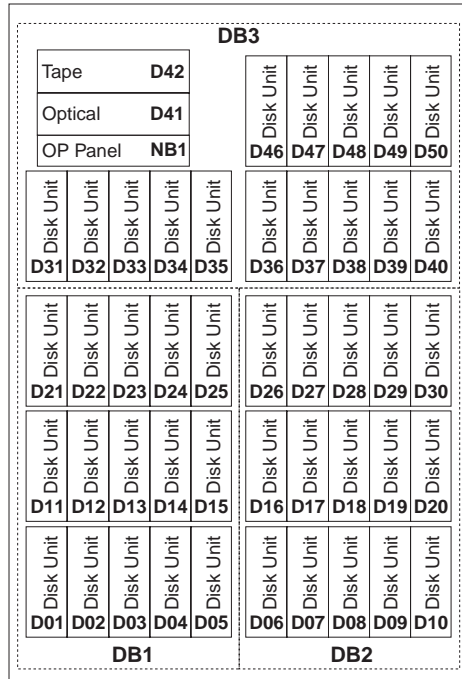 DB3
Tape D42
Optical D41
OP Panel NB1
Disk Unit Disk Unit Disk Unit Disk Unit Disk Unit
D46 D47 D48 D49 D50
Disk Unit Disk Unit Disk Unit Disk Unit Disk Unit Disk Unit Disk Unit Disk Unit Disk Unit Disk Unit
D31 D32 D33 D34 D35 D36 D37 D38 D39 D40
Disk Unit Disk Unit Disk Unit Disk Unit Disk Unit Disk Unit Disk Unit Disk Unit Disk Unit Disk Unit
D21 D22 D23 D24 D25 D26 D27 D28 D29 D30
Disk Unit Disk Unit Disk Unit Disk Unit Disk Unit Disk Unit Disk Unit Disk Unit Disk Unit Disk Unit
D11 D12 D13 D14 D15 D16 D17 D18 D19 D20
Disk Unit Disk Unit Disk Unit Disk Unit Disk Unit Disk Unit Disk Unit Disk Unit Disk Unit Disk Unit
D01 D02 D03 D04 D05 D06 D07 D08 D09 D10
DB1 DB2